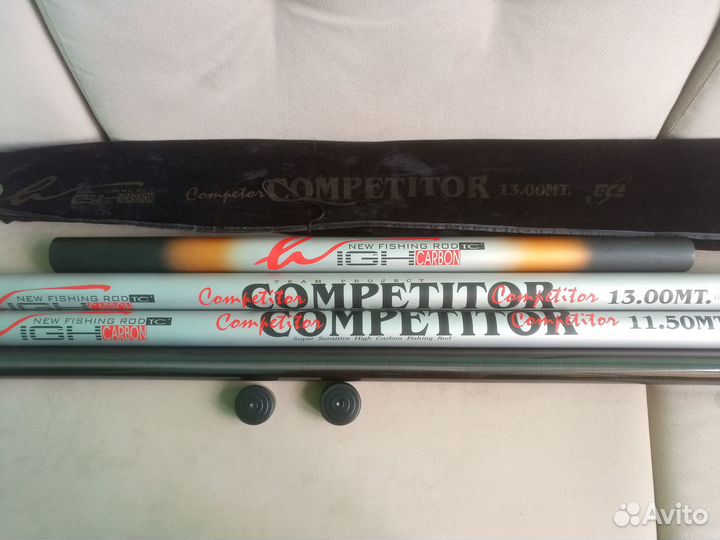 IGH CARBON Competitor COMPETITOR 13.00MT.
NEW FISHING ROD TC
IGH CARBON
TEAM PROJECT
NEW FISHING ROD TC Competitor COMPETITOR Competitor 13.00MT.
CARBON
NEW FISHING ROD TC Competitor COMPETITOR Competitor 11.50MT
IGH CARBON
Super Sensitive High Carbon Fishing Rod
Avito